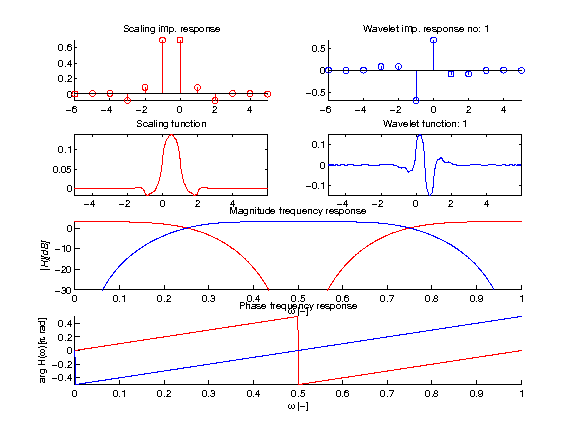 Scaling imp. response
Wavelet imp. response no: 1
0.6
0.4
0.2
0
−6 −4 −2 0 2 4
0.5
0
−0.5
−6 −4 −2 0 2 4
Scaling function
Wavelet function: 1
0.1
0.05
0
−4 −2 0 2 4
0.1
0
−0.1
−4 −2 0 2 4
Magnitude frequency response
|H|[dB]
0
−10
−20
−30
0 0.1 0.2 0.3 0.4 0.5 0.6 0.7 0.8 0.9 1
ω [−]
Phase frequency response
arg H(ω)[π rad]
0.4
0.2
0
−0.2
−0.4
0 0.1 0.2 0.3 0.4 0.5 0.6 0.7 0.8 0.9 1
ω [−]